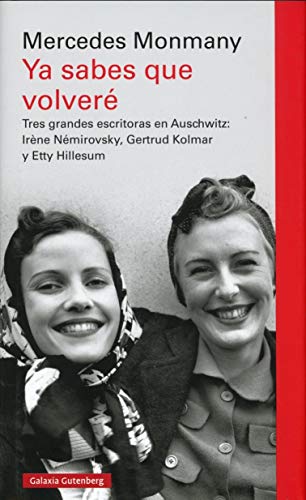 Mercedes Monmany
Ya sabes que
volveré
Tres grandes escritoras en Auschwitz:
Irène Némirovsky, Gertrud Kolmar
y Etty Hillesum
Galaxia Gutenberg